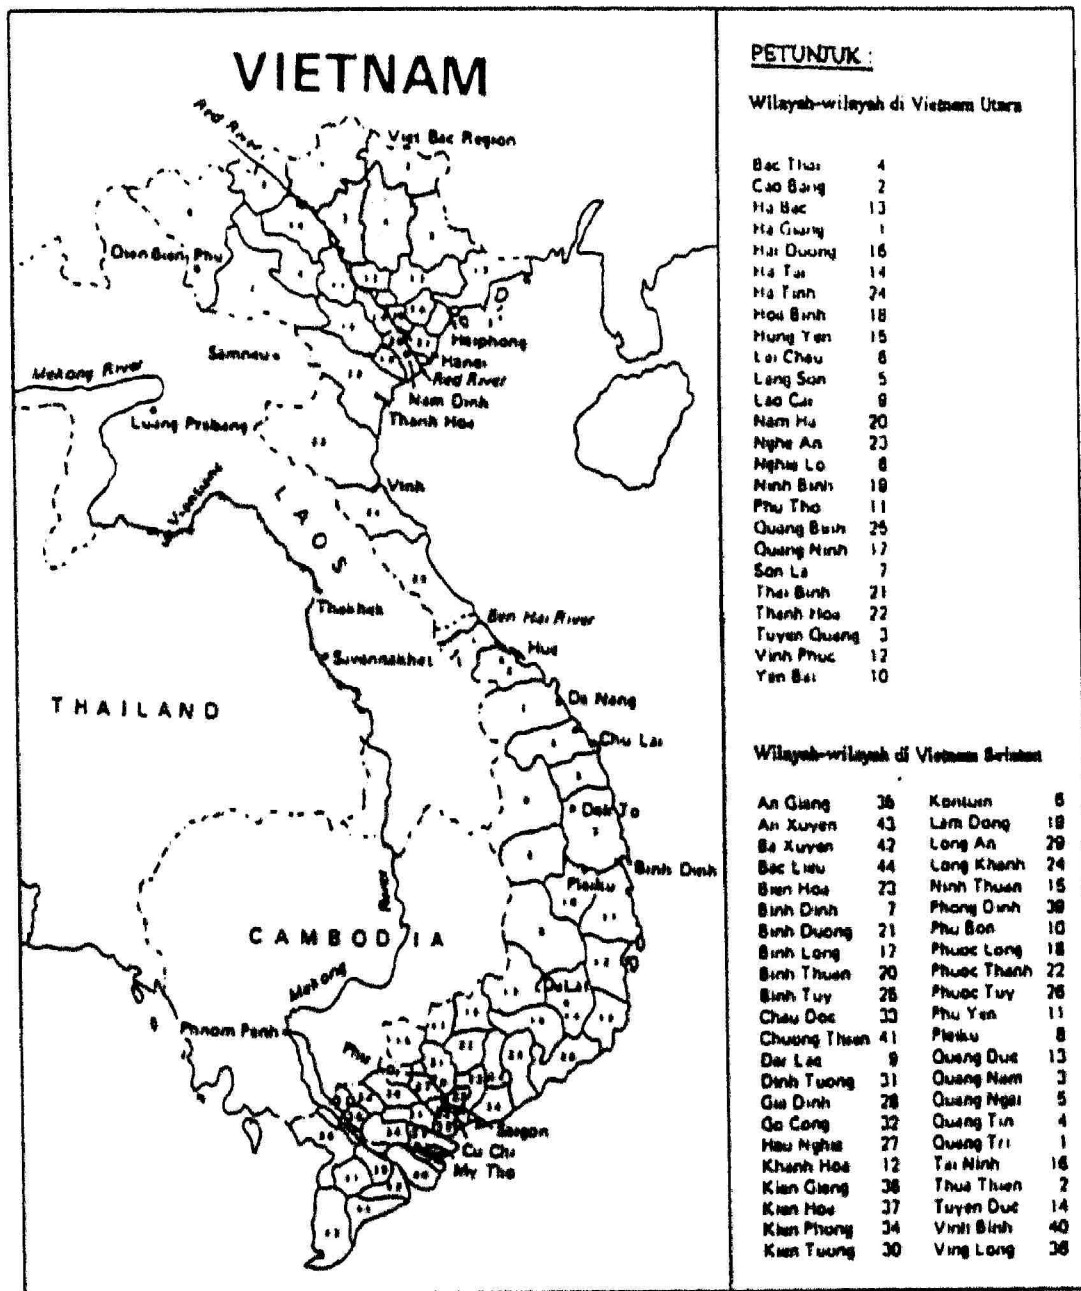 VIETNAM
Red River
Viet Bac Region
Dien Bien Phu
Haiphong
Samneua
Hanoi
Mekong River
Red River
Nam Dinh
Thanh Hoa
Luang Prabang
Vinh
Vientiane
LAOS
Thakhek
Ben Hai River
Hue
Savannakhet
THAILAND
Da Nang
Chu Lai
Dak To
Binh Dinh
Pleiku
River
CAMBODIA
Mekong
Da Lat
Phnom Penh
Phu Loi
Saigon
Cu Chi
My Tho
PETUNJUK :
Wilayah-wilayah di Vietnam Utara
Bac Thai 4
Cao Bang 2
Ha Bac 13
Ha Giang 1
Hai Duong 16
Ha Tai 14
Ha Tinh 24
Hoa Binh 18
Hung Yen 15
Lai Chau 6
Lang Son 5
Lao Cai 9
Nam Ha 20
Nghe An 23
Nghia Lo 8
Ninh Binh 19
Phu Tho 11
Quang Binh 25
Quang Ninh 17
Son La 7
Thai Binh 21
Thanh Hoa 22
Tuyen Quang 3
Vinh Phuc 12
Yen Bai 10
Wilayah-wilayah di Vietnam Selatan
An Giang 35 Kontum 6
An Xuyen 43 Lam Dong 19
Ba Xuyen 42 Long An 29
Bac Lieu 44 Long Khanh 24
Bien Hoa 23 Ninh Thuan 15
Binh Dinh 7 Phong Dinh 39
Binh Duong 21 Phu Bon 10
Binh Long 17 Phuoc Long 18
Binh Thuan 20 Phuoc Thanh 22
Binh Tuy 25 Phuoc Tuy 26
Chau Doc 33 Phu Yen 11
Chuong Thien 41 Pleiku 8
Dar Lac 9 Quang Duc 13
Dinh Tuong 31 Quang Nam 3
Gia Dinh 28 Quang Ngai 5
Go Cong 32 Quang Tin 4
Hau Nghia 27 Quang Tri 1
Khanh Hoa 12 Tai Ninh 16
Kien Giang 38 Thua Thien 2
Kien Hoa 37 Tuyen Duc 14
Kien Phong 34 Vinh Binh 40
Kien Tuong 30 Ving Long 36